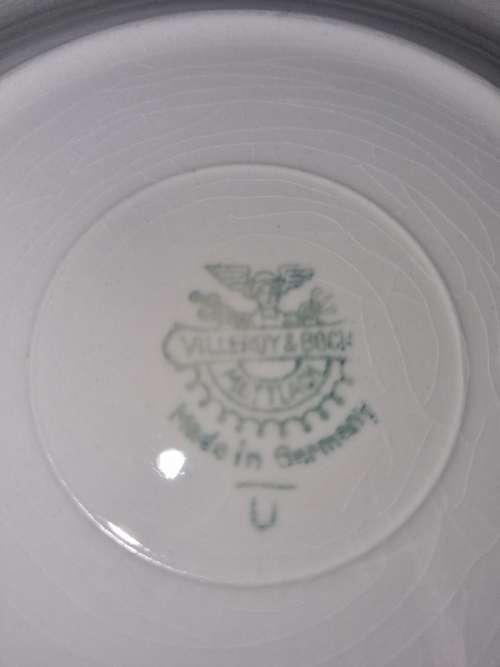 VILLEROY & BOCH
METTLACH
Made in Germany
U